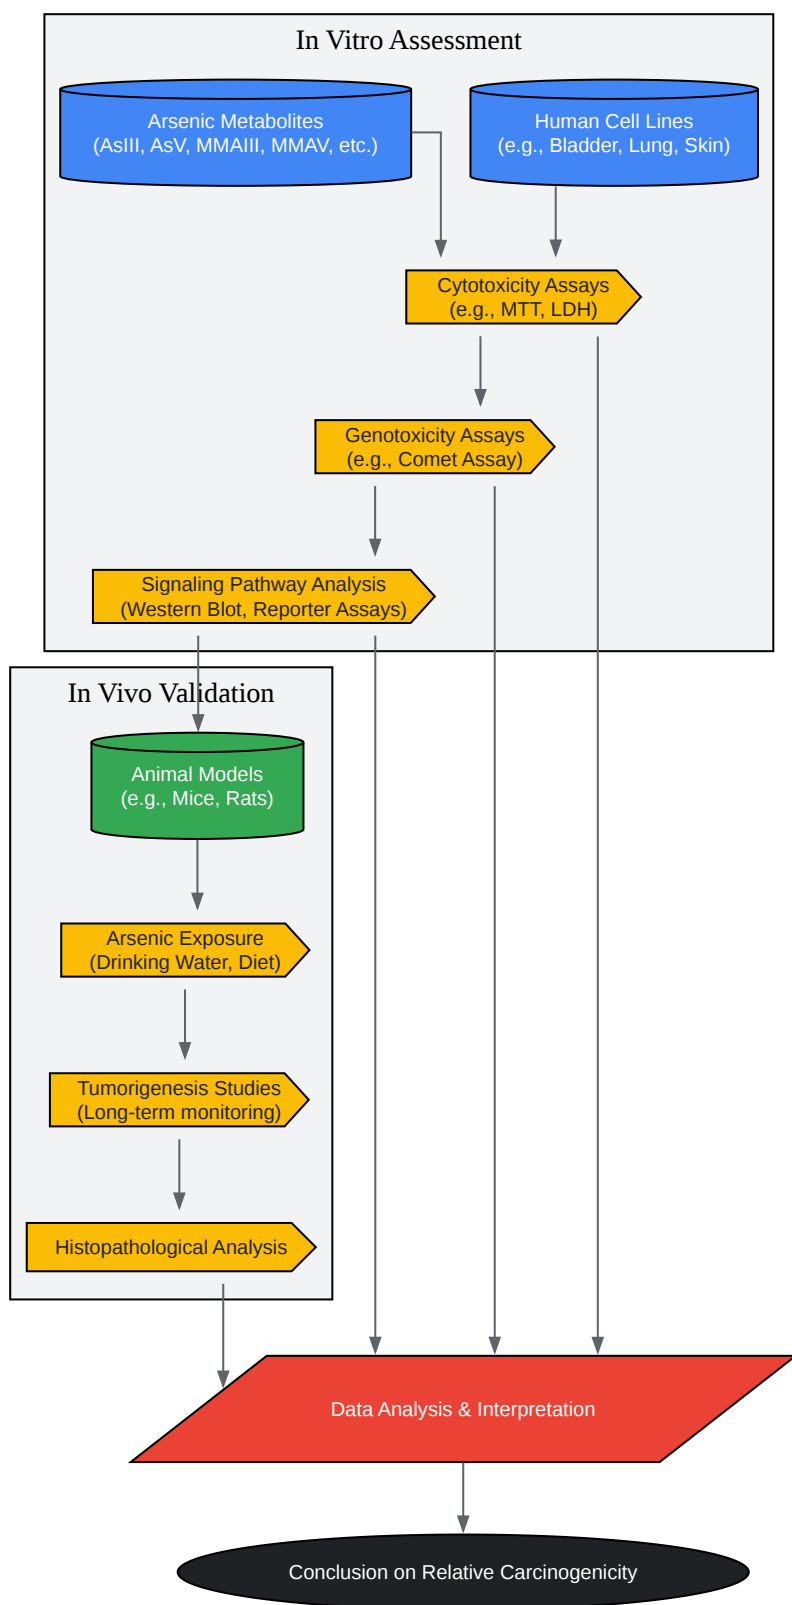 In Vitro Assessment
Arsenic Metabolites
(AsIII, AsV, MMAIII, MMAV, etc.)
Human Cell Lines
(e.g., Bladder, Lung, Skin)
Cytotoxicity Assays
(e.g., MTT, LDH)
Genotoxicity Assays
(e.g., Comet Assay)
Signaling Pathway Analysis
(Western Blot, Reporter Assays)
In Vivo Validation
Animal Models
(e.g., Mice, Rats)
Arsenic Exposure
(Drinking Water, Diet)
Tumorigenesis Studies
(Long-term monitoring)
Histopathological Analysis
Data Analysis & Interpretation
Conclusion on Relative Carcinogenicity